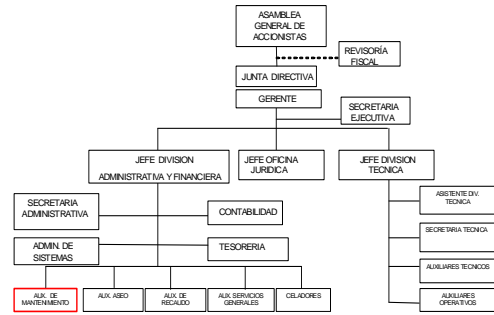 ASAMBLEA
GENERAL DE
ACCIONISTAS
REVISORÍA
FISCAL
JUNTA DIRECTIVA
GERENTE
SECRETARIA
EJECUTIVA
JEFE DIVISION
ADMINISTRATIVA Y FINANCIERA
JEFE OFICINA
JURIDICA
JEFE DIVISION
TECNICA
SECRETARIA
ADMINISTRATIVA
CONTABILIDAD
ASISTENTE DIV.
TECNICA
ADMIN. DE
SISTEMAS
TESORERIA
SECRETARIA TECNICA
AUXILIARES TECNICOS
AUX. DE
MANTENIMIENTO
AUX. ASEO
AUX. DE
RECAUDO
AUX. SERVICIOS
GENERALES
CELADORES
AUXILIARES
OPERATIVOS